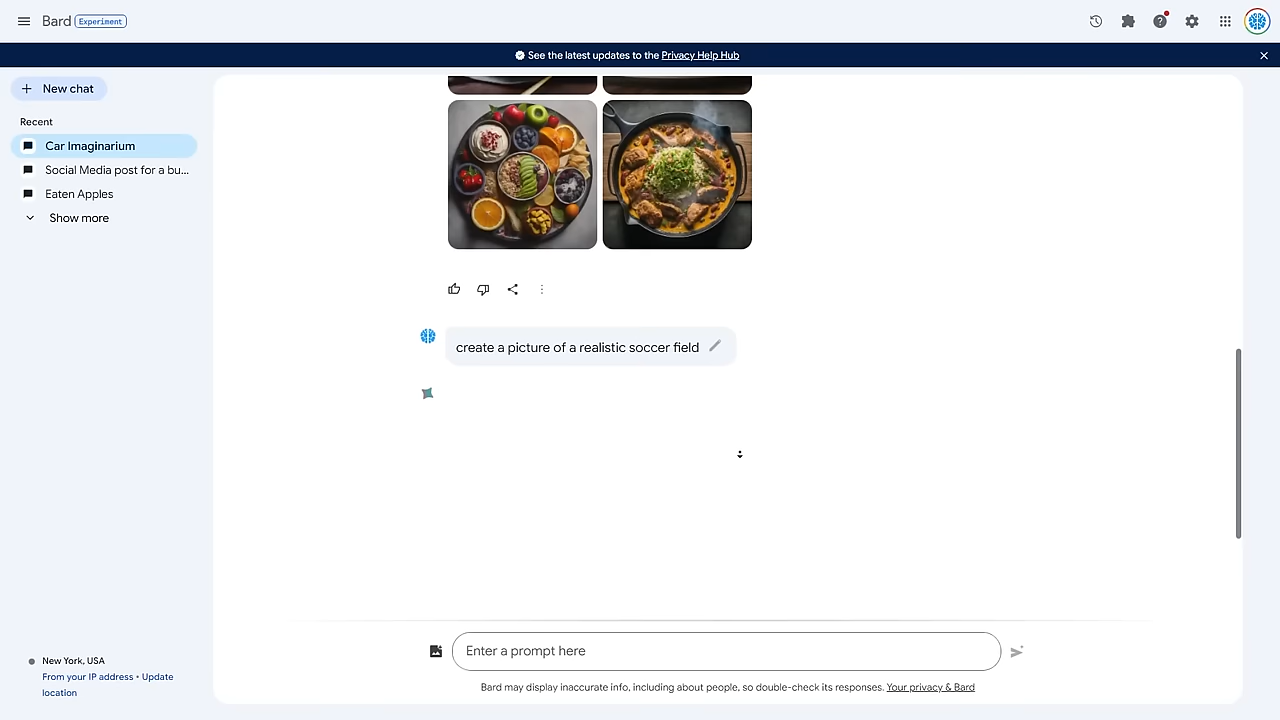 Bard Experiment
See the latest updates to the Privacy Help Hub
New chat
Recent
Car Imaginarium
Social Media post for a bu...
Eaten Apples
Show more
create a picture of a realistic soccer field
Enter a prompt here
Bard may display inaccurate info, including about people, so double-check its responses. Your privacy & Bard
New York, USA
From your IP address • Update
location